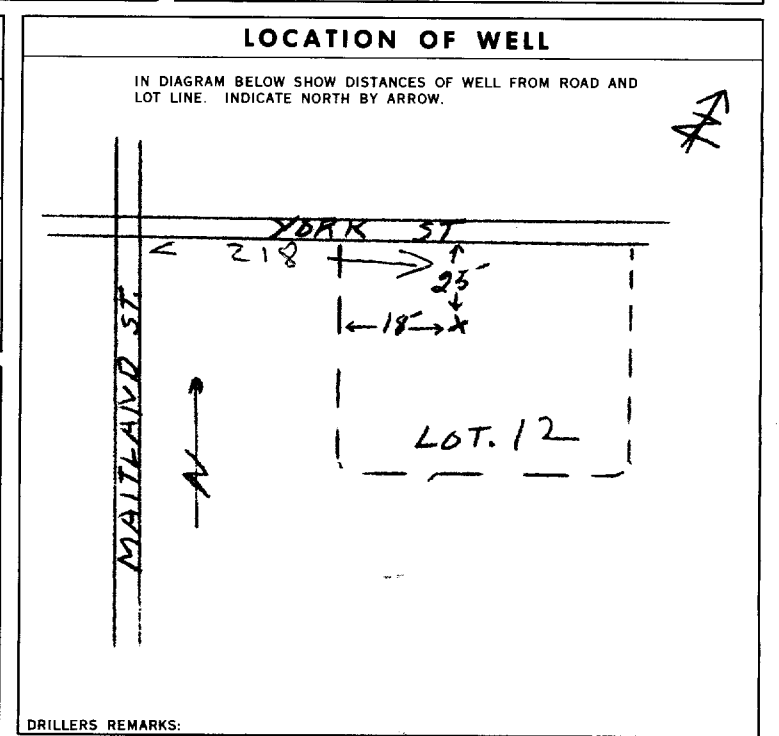 LOCATION OF WELL
IN DIAGRAM BELOW SHOW DISTANCES OF WELL FROM ROAD AND
LOT LINE. INDICATE NORTH BY ARROW.
N
YORK ST
218
25'
18'
X
MAITLAND ST.
N
LOT. 12
DRILLERS REMARKS: